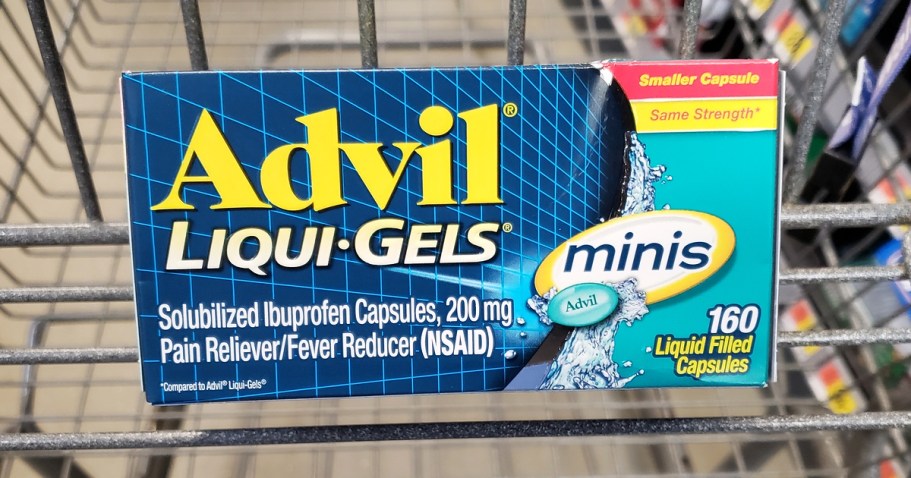 Advil®
LIQUI·GELS®
Solubilized Ibuprofen Capsules, 200 mg
Pain Reliever/Fever Reducer (NSAID)
*Compared to Advil® Liqui-Gels®
Smaller Capsule
Same Strength*
minis
Advil
160
Liquid Filled
Capsules